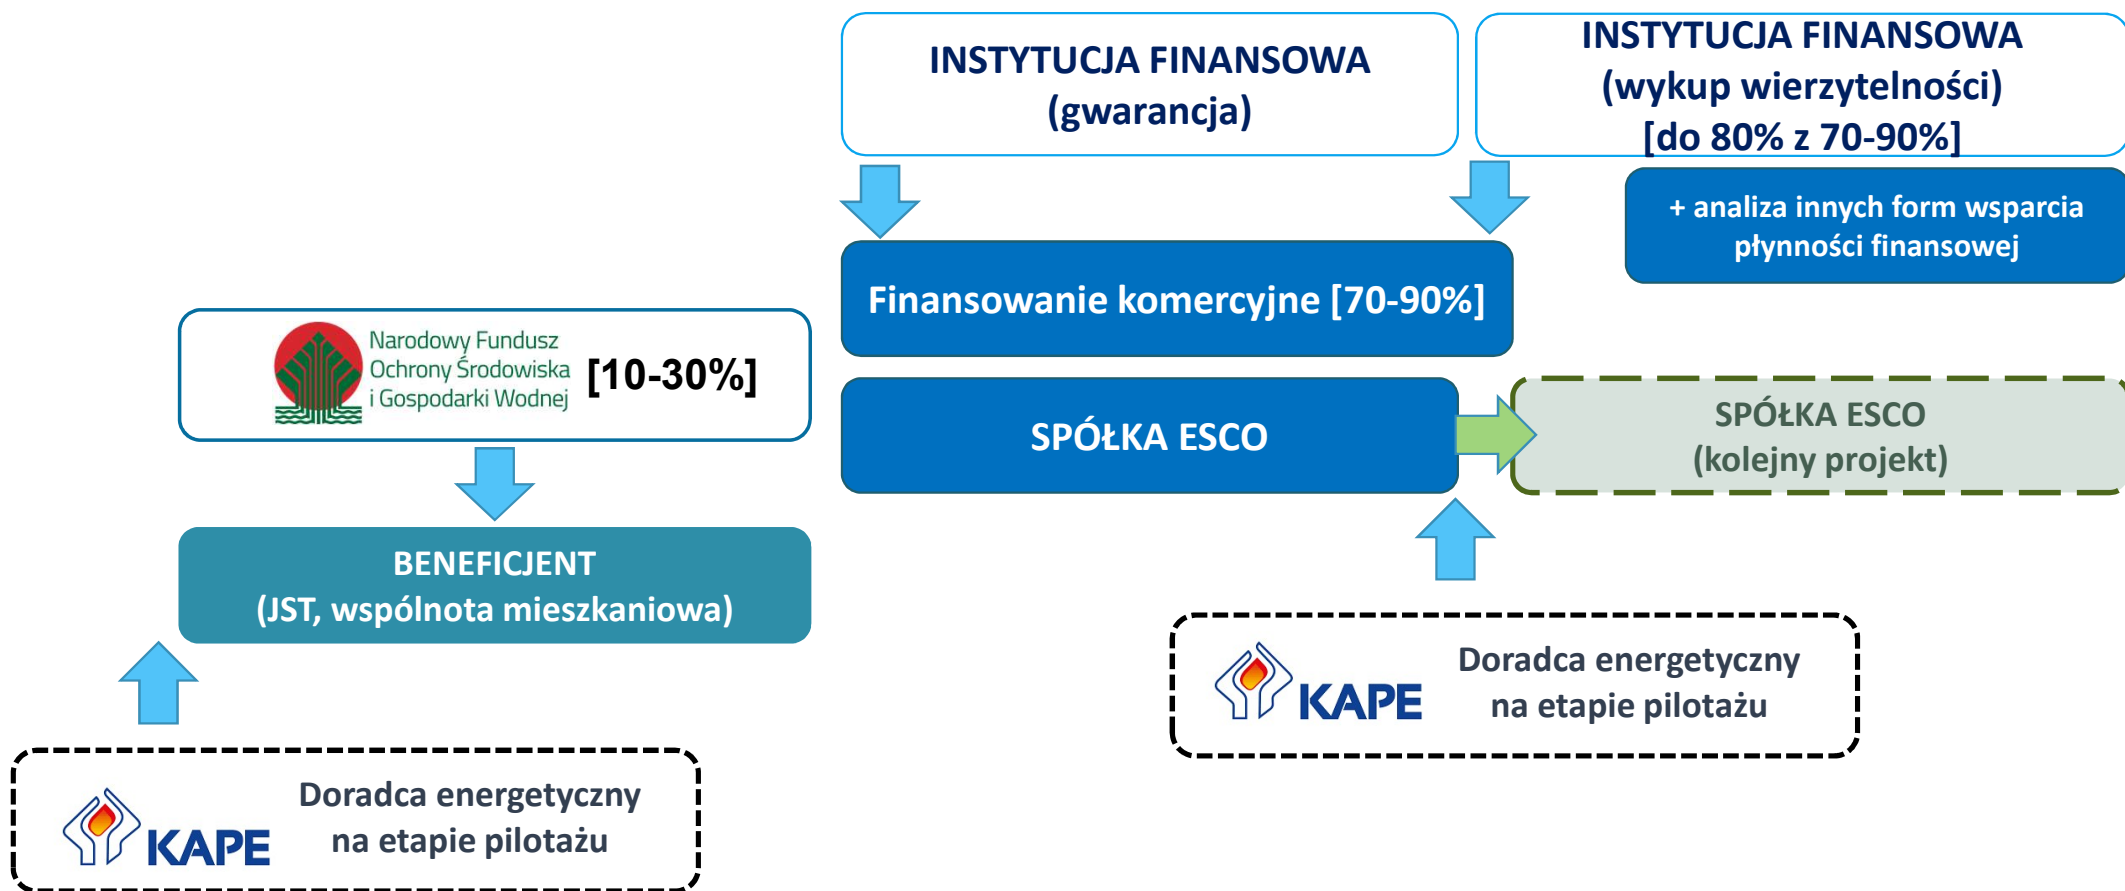 INSTYTUCJA FINANSOWA
(gwarancja)
INSTYTUCJA FINANSOWA
(wykup wierzytelności)
[do 80% z 70-90%]
+ analiza innych form wsparcia
płynności finansowej
Finansowanie komercyjne [70-90%]
Narodowy Fundusz
Ochrony Środowiska
i Gospodarki Wodnej
[10-30%]
SPÓŁKA ESCO
SPÓŁKA ESCO
(kolejny projekt)
BENEFICJENT
(JST, wspólnota mieszkaniowa)
KAPE
Doradca energetyczny
na etapie pilotażu
KAPE
Doradca energetyczny
na etapie pilotażu